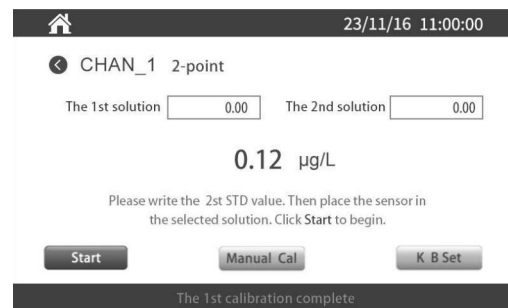 23/11/16 11:00:00
CHAN_1 2-point
The 1st solution 0.00 The 2nd solution 0.00
0.12 µg/L
Please write the 2st STD value. Then place the sensor in
the selected solution. Click Start to begin.
Start Manual Cal K B Set
The 1st calibration complete